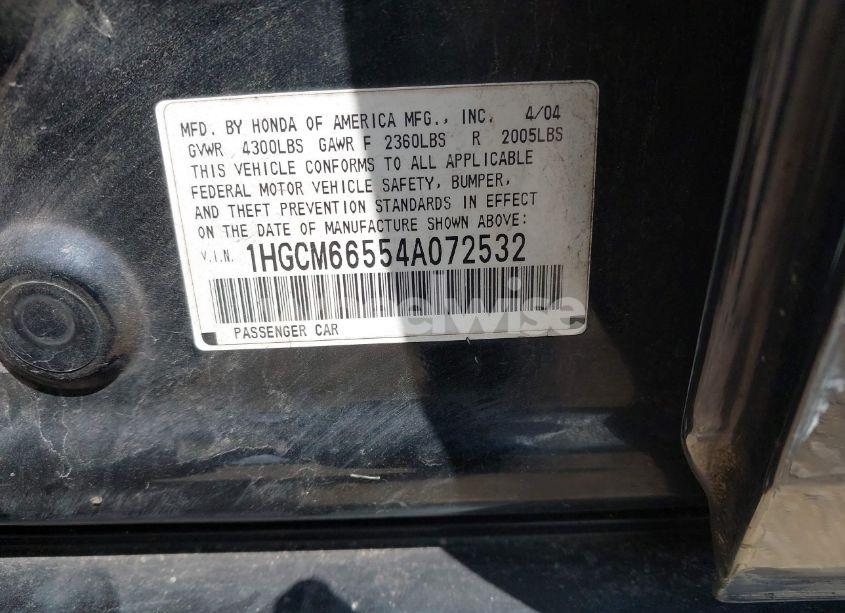 MFD. BY HONDA OF AMERICA MFG., INC. 4/04
GVWR 4300LBS GAWR F 2360LBS R 2005LBS
THIS VEHICLE CONFORMS TO ALL APPLICABLE
FEDERAL MOTOR VEHICLE SAFETY, BUMPER,
AND THEFT PREVENTION STANDARDS IN EFFECT
ON THE DATE OF MANUFACTURE SHOWN ABOVE:
V.I.N. 1HGCM66554A072532
PASSENGER CAR